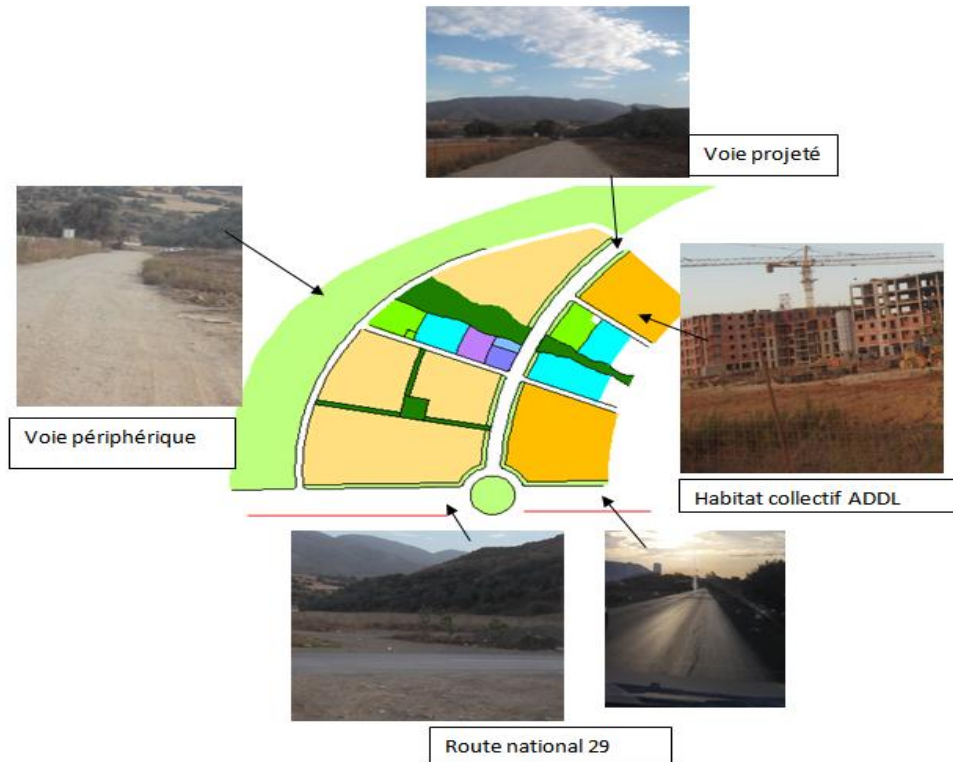 Voie projeté
Voie périphérique
Habitat collectif ADDL
Route national 29